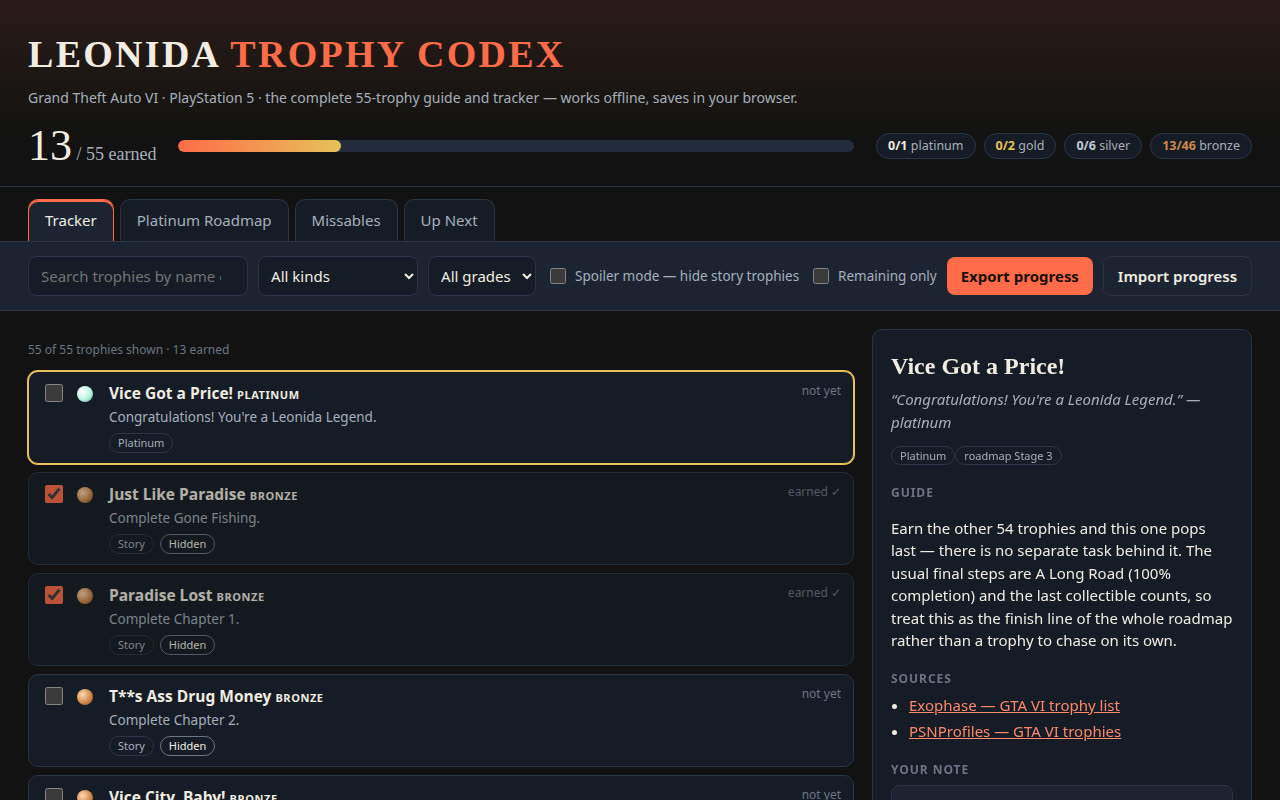 LEONIDA TROPHY CODEX
Grand Theft Auto VI · PlayStation 5 · the complete 55-trophy guide and tracker — works offline, saves in your browser.
13 / 55 earned
0/1 platinum
0/2 gold
0/6 silver
13/46 bronze
Tracker
Platinum Roadmap
Missables
Up Next
Search trophies by name
All kinds
All grades
Spoiler mode — hide story trophies
Remaining only
Export progress
Import progress
55 of 55 trophies shown · 13 earned
Vice Got a Price! PLATINUM
not yet
Congratulations! You're a Leonida Legend.
Platinum
Just Like Paradise BRONZE
earned ✓
Complete Gone Fishing.
Story
Hidden
Paradise Lost BRONZE
earned ✓
Complete Chapter 1.
Story
Hidden
T**s Ass Drug Money BRONZE
not yet
Complete Chapter 2.
Story
Hidden
Vice City, Baby! BRONZE
not yet
Vice Got a Price!
“Congratulations! You're a Leonida Legend.” —
platinum
Platinum
roadmap Stage 3
GUIDE
Earn the other 54 trophies and this one pops
last — there is no separate task behind it. The
usual final steps are A Long Road (100%
completion) and the last collectible counts, so
treat this as the finish line of the whole roadmap
rather than a trophy to chase on its own.
SOURCES
Exophase — GTA VI trophy list
PSNProfiles — GTA VI trophies
YOUR NOTE